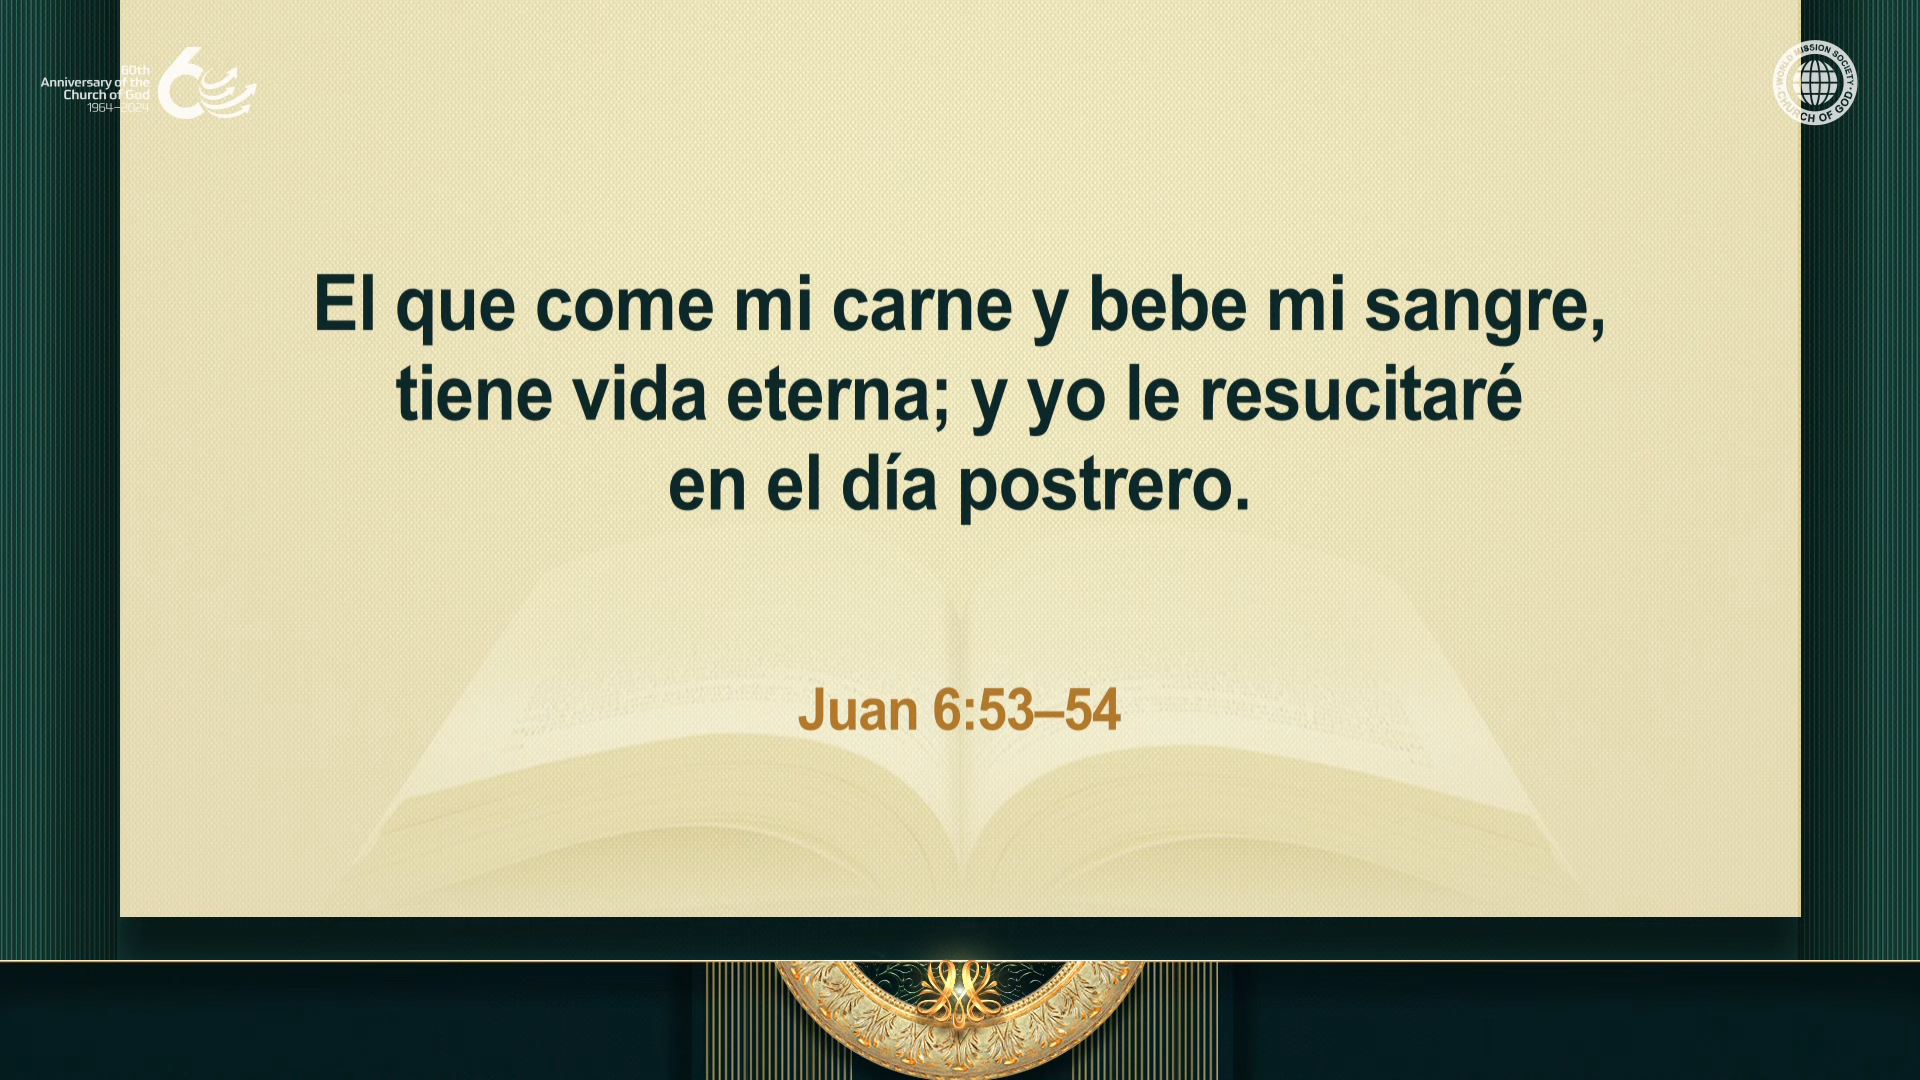 60th
Anniversary of the
Church of God
1964–2024
WORLD MISSION SOCIETY
CHURCH OF GOD
El que come mi carne y bebe mi sangre,
tiene vida eterna; y yo le resucitaré
en el día postrero.
Juan 6:53–54